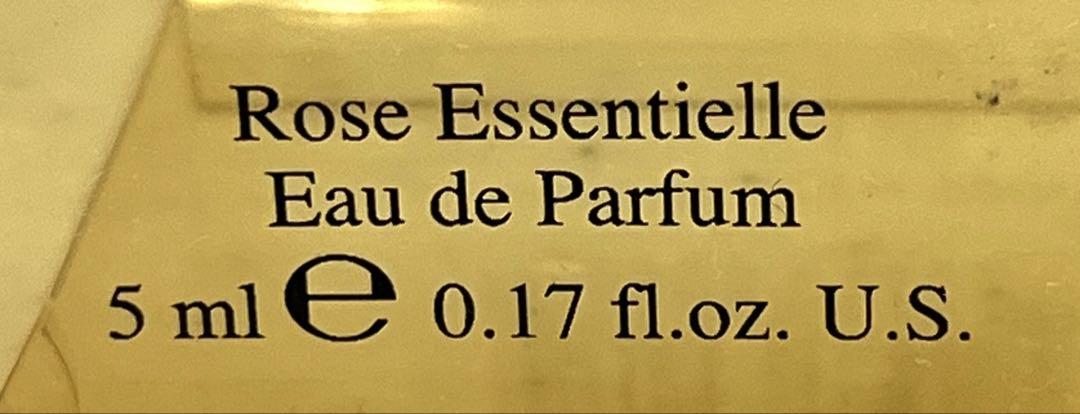 Rose Essentielle
Eau de Parfum
5 ml ℮ 0.17 fl.oz. U.S.